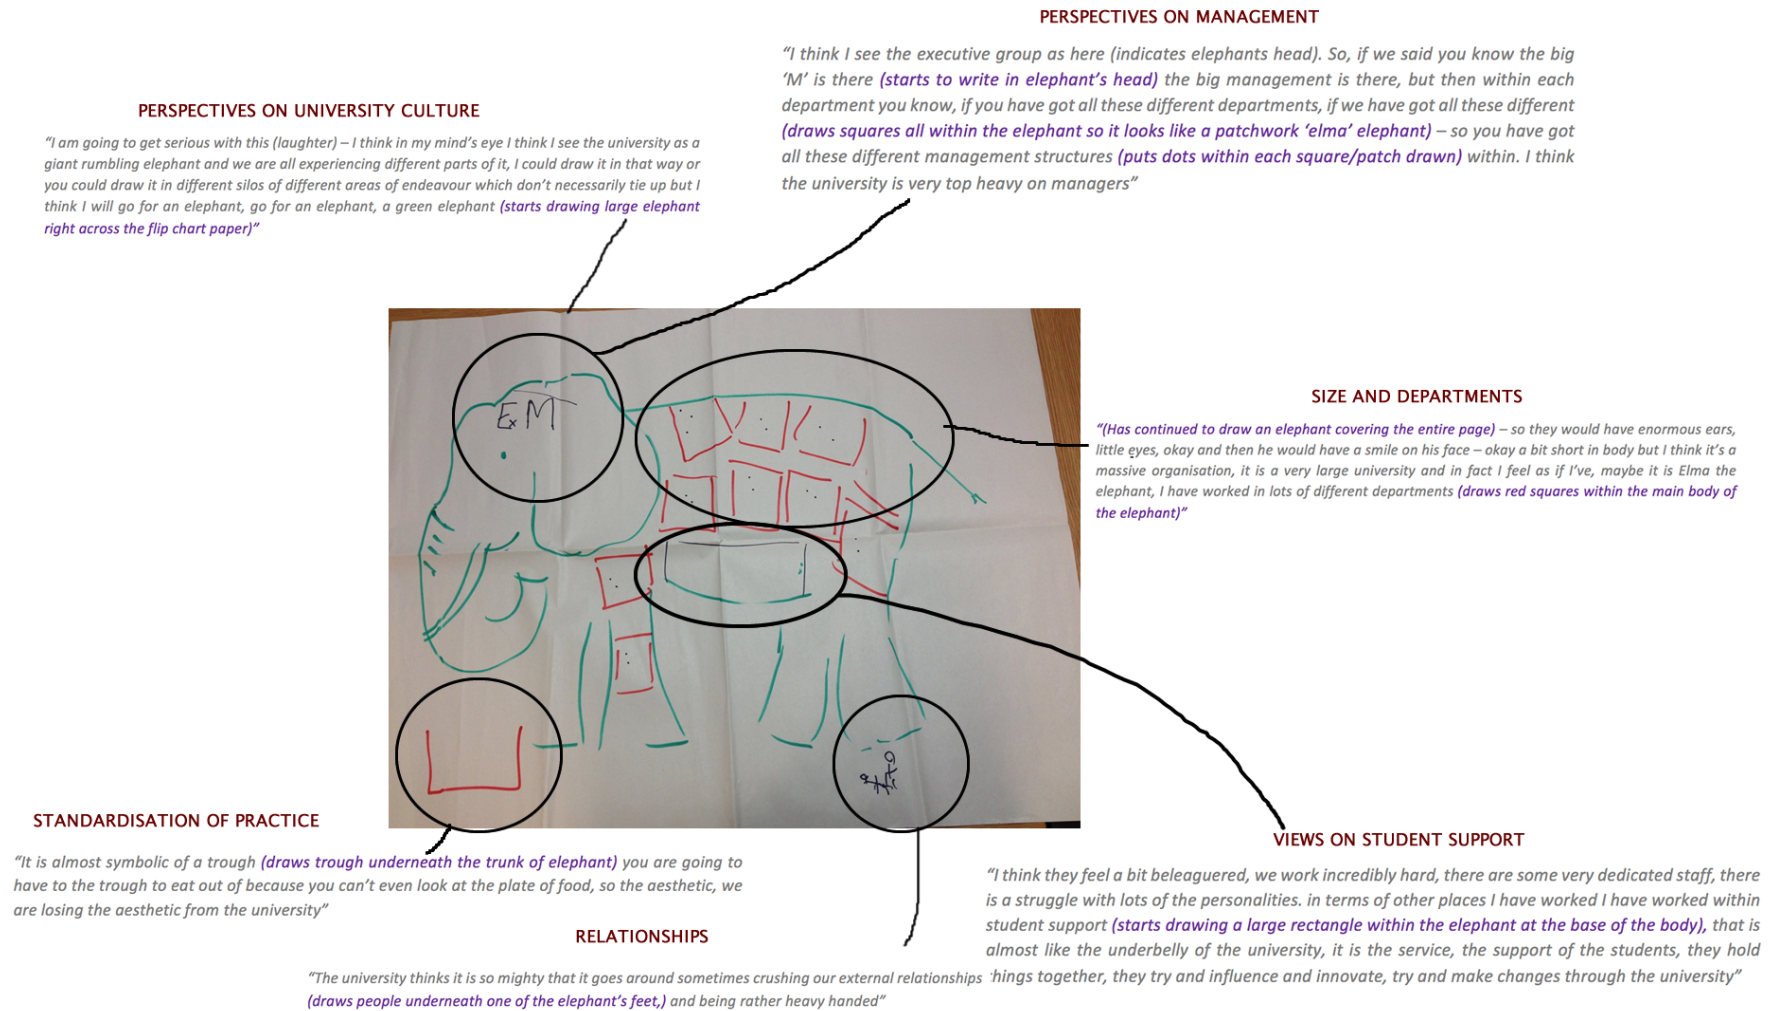 PERSPECTIVES ON MANAGEMENT
“I think I see the executive group as here (indicates elephants head). So, if we said you know the big
‘M’ is there (starts to write in elephant’s head) the big management is there, but then within each
department you know, if you have got all these different departments, if we have got all these different
(draws squares all within the elephant so it looks like a patchwork ‘elma’ elephant) – so you have got
all these different management structures (puts dots within each square/patch drawn) within. I think
the university is very top heavy on managers”
PERSPECTIVES ON UNIVERSITY CULTURE
“I am going to get serious with this (laughter) – I think in my mind’s eye I think I see the university as a
giant rumbling elephant and we are all experiencing different parts of it, I could draw it in that way or
you could draw it in different silos of different areas of endeavour which don’t necessarily tie up but I
think I will go for an elephant, go for an elephant, a green elephant (starts drawing large elephant
right across the flip chart paper)”
ExM
SIZE AND DEPARTMENTS
“(Has continued to draw an elephant covering the entire page) – so they would have enormous ears,
little eyes, okay and then he would have a smile on his face – okay a bit short in body but I think it’s a
massive organisation, it is a very large university and in fact I feel as if I’ve, maybe it is Elma the
elephant, I have worked in lots of different departments (draws red squares within the main body of
the elephant)”
STANDARDISATION OF PRACTICE
“It is almost symbolic of a trough (draws trough underneath the trunk of elephant) you are going to
have to the trough to eat out of because you can’t even look at the plate of food, so the aesthetic, we
are losing the aesthetic from the university”
VIEWS ON STUDENT SUPPORT
“I think they feel a bit beleaguered, we work incredibly hard, there are some very dedicated staff, there
is a struggle with lots of the personalities. in terms of other places I have worked I have worked within
student support (starts drawing a large rectangle within the elephant at the base of the body), that is
almost like the underbelly of the university, it is the service, the support of the students, they hold
things together, they try and influence and innovate, try and make changes through the university”
RELATIONSHIPS
“The university thinks it is so mighty that it goes around sometimes crushing our external relationships
(draws people underneath one of the elephant’s feet,) and being rather heavy handed”